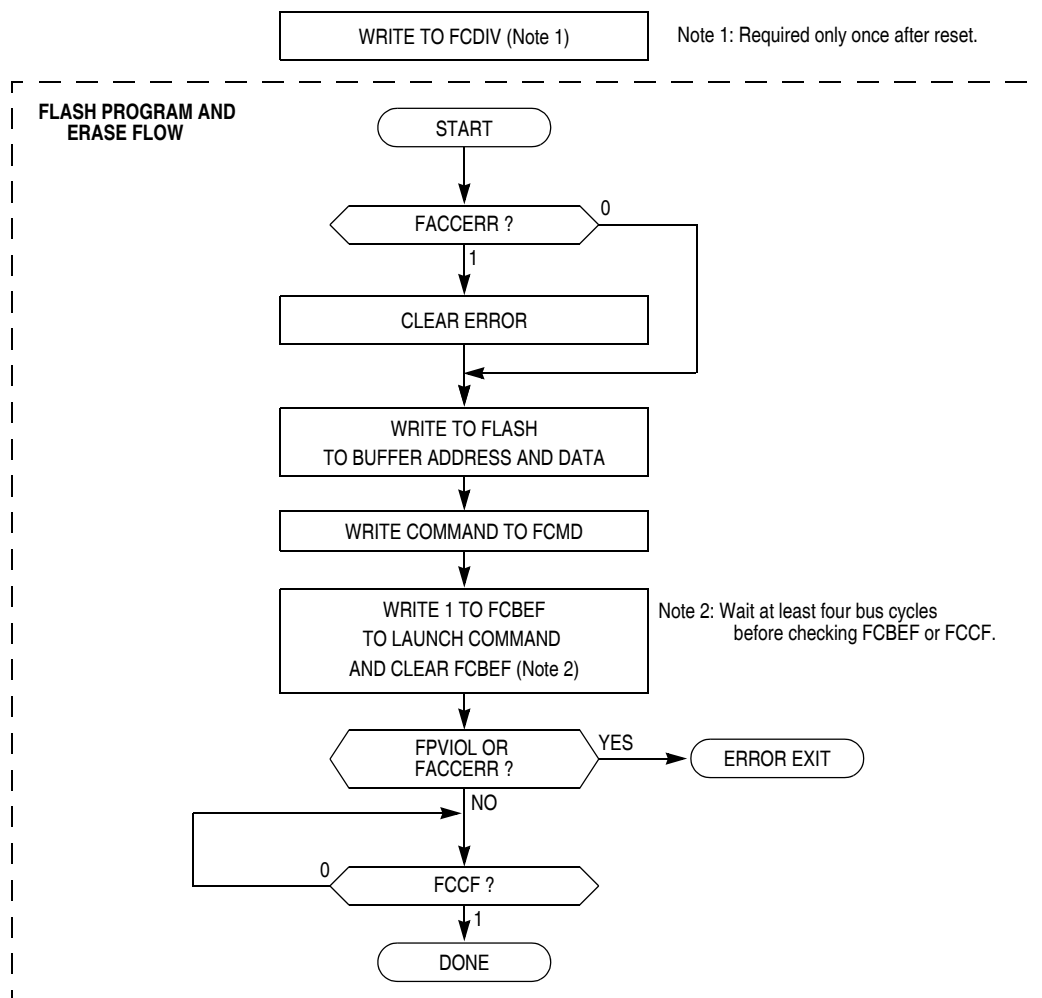 WRITE TO FCDIV (Note 1)
Note 1: Required only once after reset.
FLASH PROGRAM AND
ERASE FLOW
START
FACCERR ?
0
1
CLEAR ERROR
WRITE TO FLASH
TO BUFFER ADDRESS AND DATA
WRITE COMMAND TO FCMD
WRITE 1 TO FCBEF
TO LAUNCH COMMAND
AND CLEAR FCBEF (Note 2)
Note 2: Wait at least four bus cycles
before checking FCBEF or FCCF.
FPVIOL OR
FACCERR ?
YES
ERROR EXIT
NO
0
FCCF ?
1
DONE